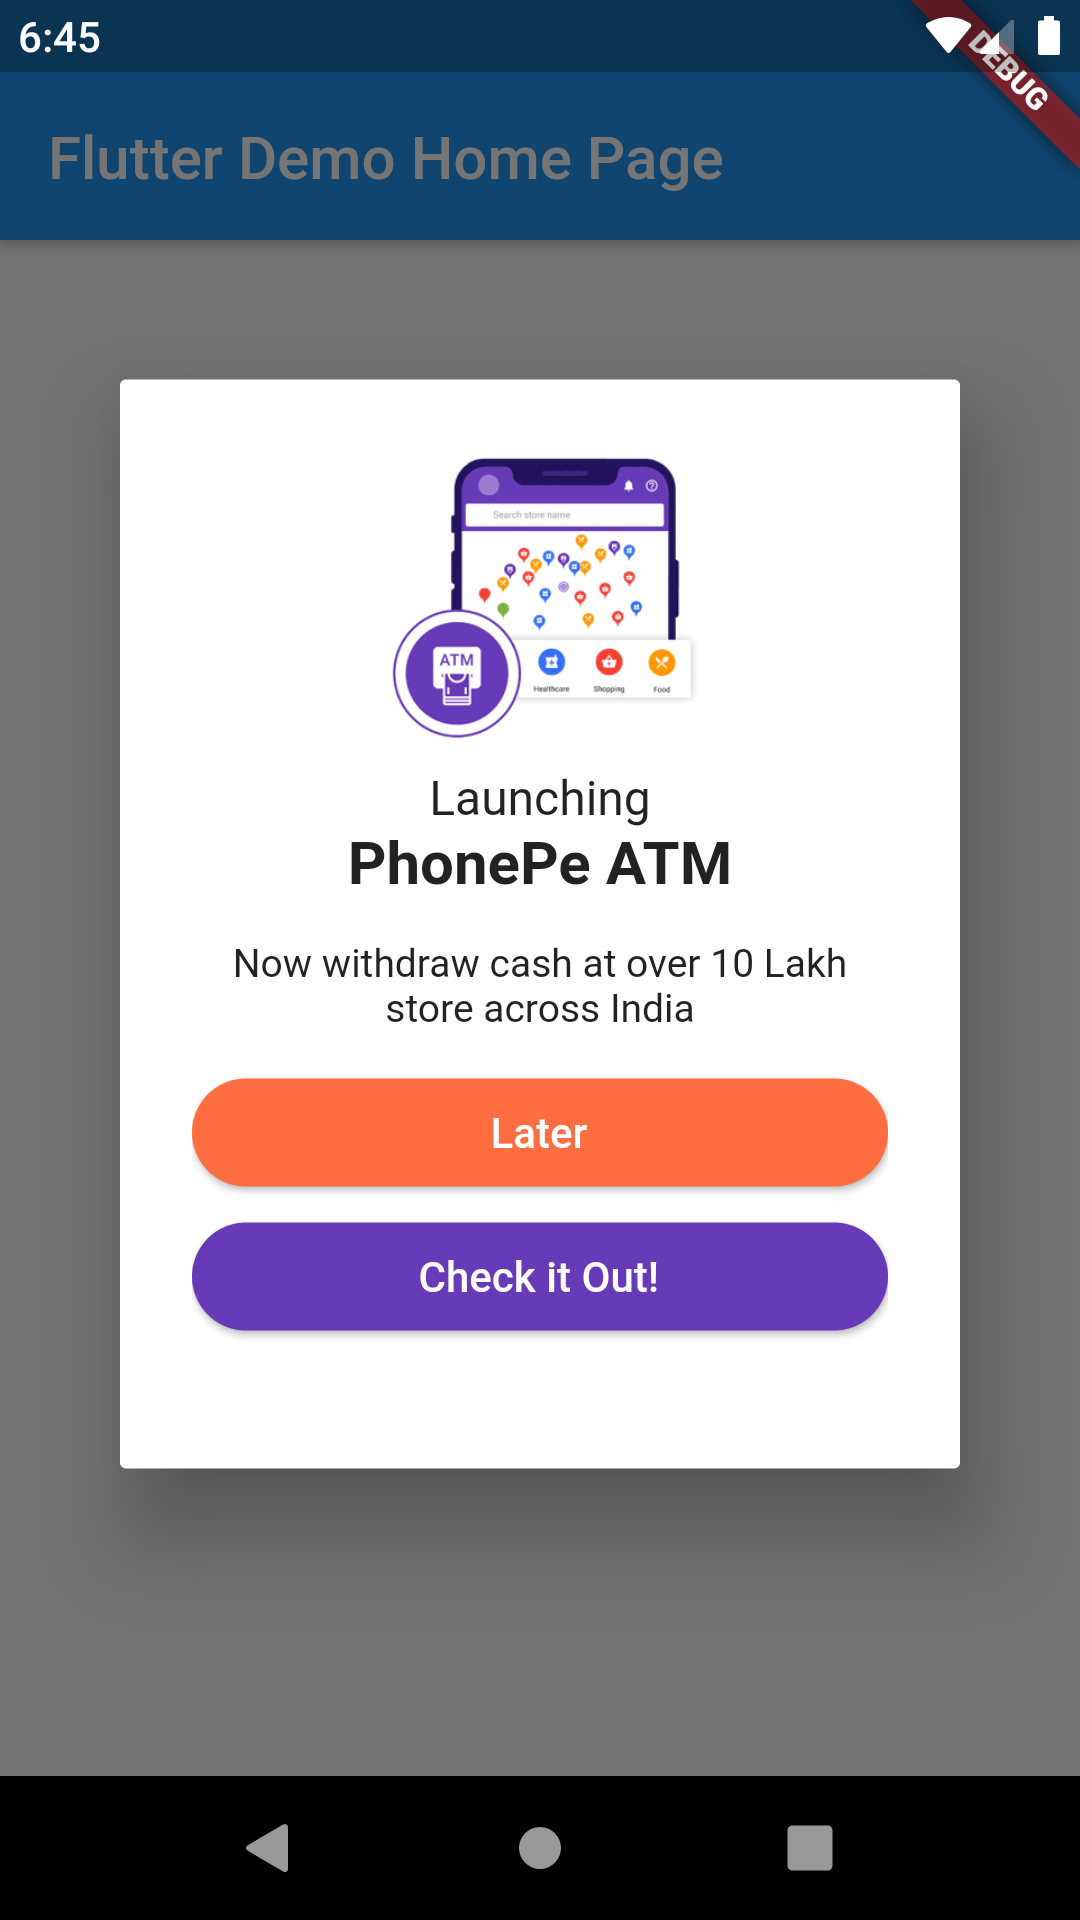 6:45
DEBUG
Flutter Demo Home Page
Search store name
ATM
Healthcare
Shopping
Food
Launching
PhonePe ATM
Now withdraw cash at over 10 Lakh
store across India
Later
Check it Out!